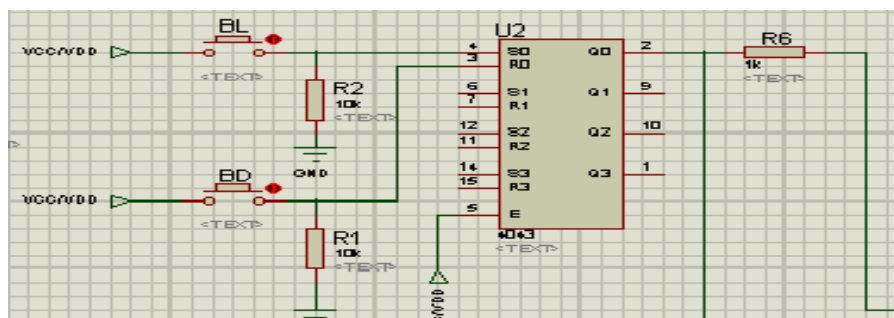 BL
U2
VCC/VDD
<TEXT>
4
3
S0
R0
Q0
2
R6
1k
<TEXT>
R2
10k
<TEXT>
6
7
S1
R1
Q1
9
12
11
S2
R2
Q2
10
GND
14
15
S3
R3
Q3
1
BD
VCC/VDD
<TEXT>
5
E
4043
<TEXT>
R1
10k
<TEXT>